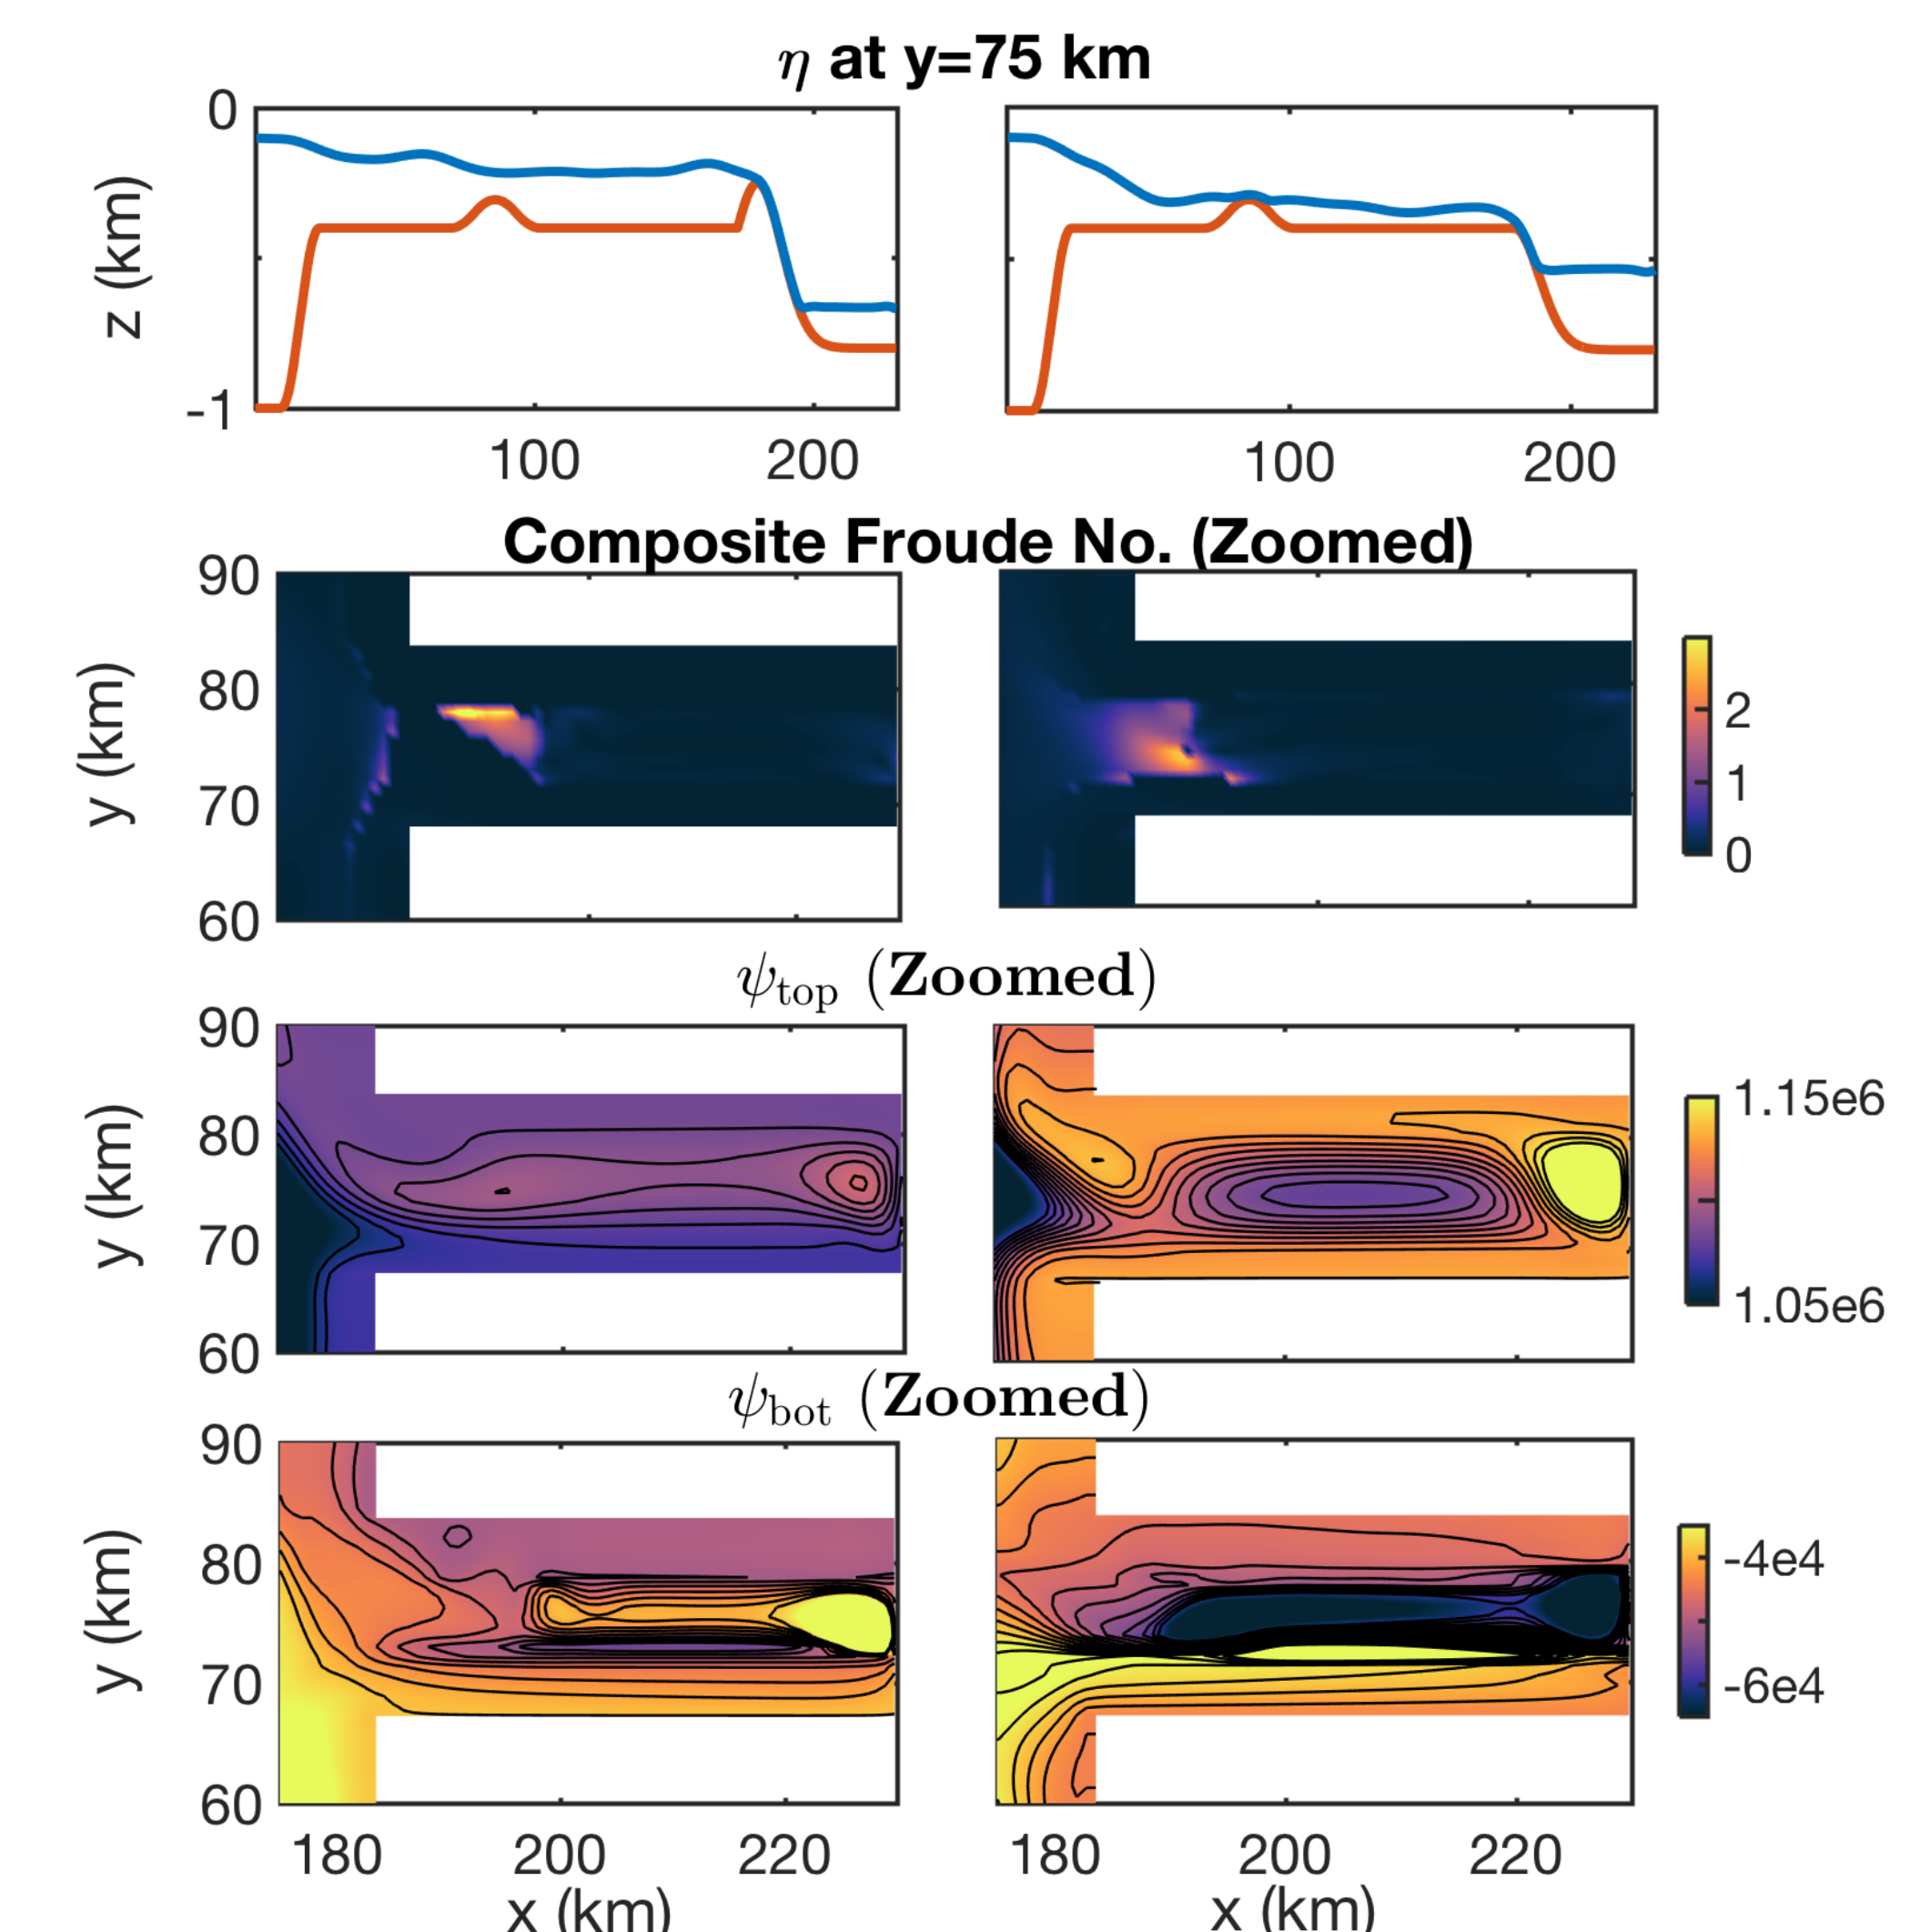 η at y=75 km
0
z (km)
-1
100
200
100
200
Composite Froude No. (Zoomed)
90
80
y (km)
70
60
2
1
0
ψtop (Zoomed)
90
80
y (km)
70
60
1.15e6
1.05e6
ψbot (Zoomed)
90
80
y (km)
70
60
-4e4
-6e4
180
200
220
180
200
220
x (km)
x (km)